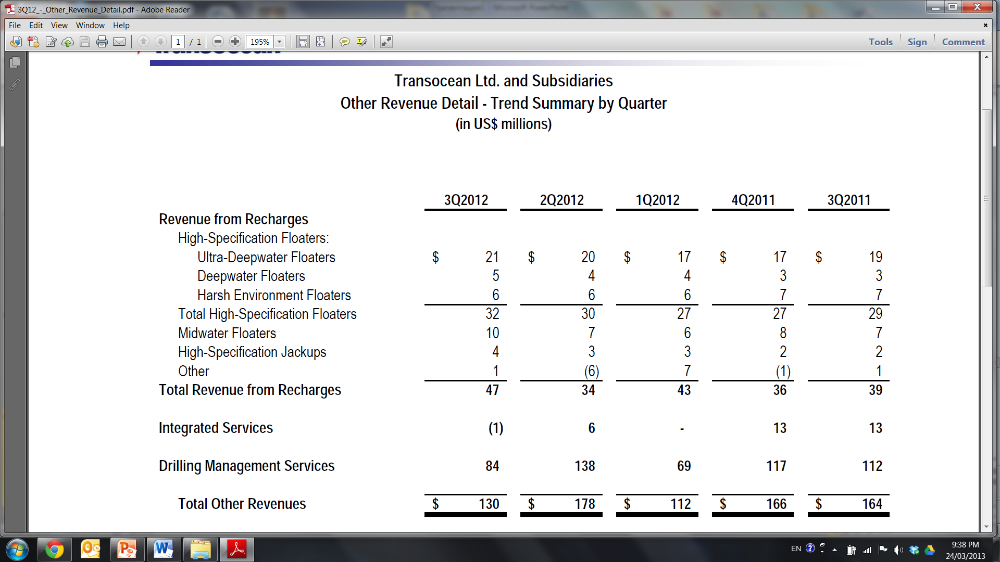 3Q12_-_Other_Revenue_Detail.pdf - Adobe Reader
File Edit View Window Help
1 / 1 195% Tools Sign Comment
Transocean Ltd. and Subsidiaries
Other Revenue Detail - Trend Summary by Quarter
(in US$ millions)
3Q2012 2Q2012 1Q2012 4Q2011 3Q2011
Revenue from Recharges
High-Specification Floaters:
Ultra-Deepwater Floaters $ 21 $ 20 $ 17 $ 17 $ 19
Deepwater Floaters 5 4 4 3 3
Harsh Environment Floaters 6 6 6 7 7
Total High-Specification Floaters 32 30 27 27 29
Midwater Floaters 10 7 6 8 7
High-Specification Jackups 4 3 3 2 2
Other 1 (6) 7 (1) 1
Total Revenue from Recharges 47 34 43 36 39
Integrated Services (1) 6 - 13 13
Drilling Management Services 84 138 69 117 112
Total Other Revenues $ 130 $ 178 $ 112 $ 166 $ 164
EN 9:38 PM
24/03/2013